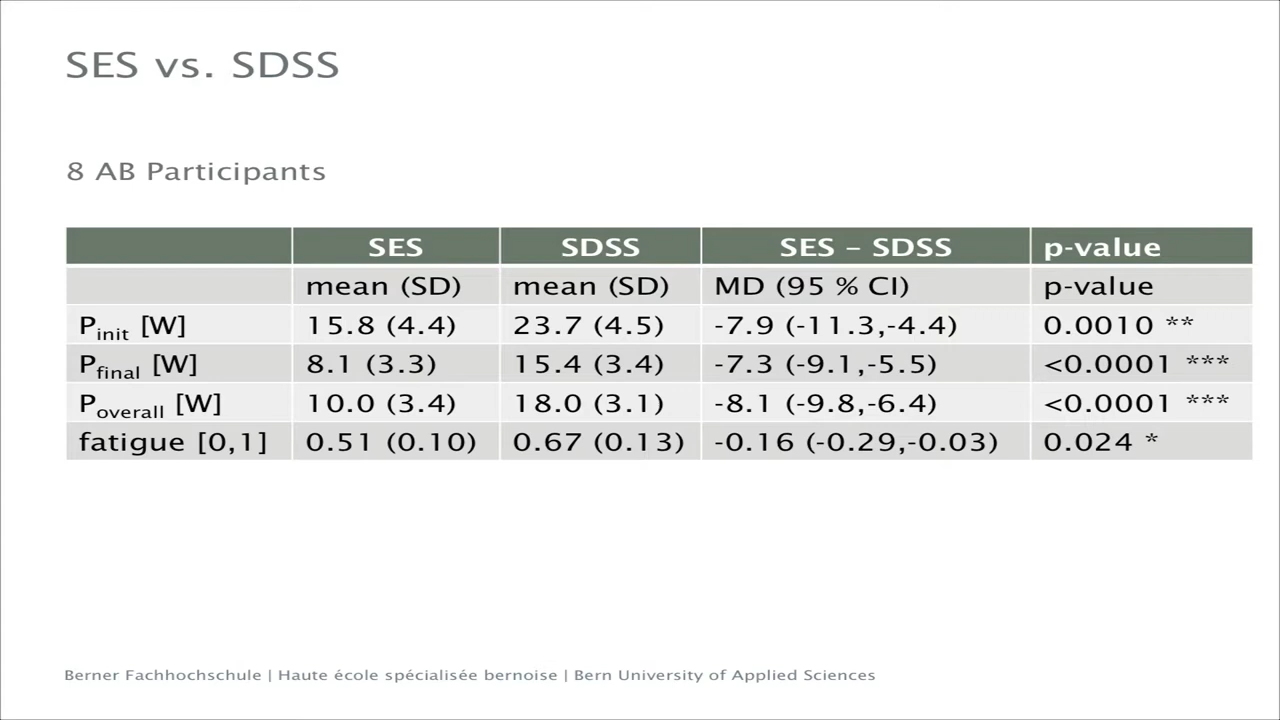 SES vs. SDSS
8 AB Participants
SES SDSS SES – SDSS p-value
mean (SD) mean (SD) MD (95 % CI) p-value
Pinit [W] 15.8 (4.4) 23.7 (4.5) -7.9 (-11.3,-4.4) 0.0010 **
Pfinal [W] 8.1 (3.3) 15.4 (3.4) -7.3 (-9.1,-5.5) <0.0001 ***
Poverall [W] 10.0 (3.4) 18.0 (3.1) -8.1 (-9.8,-6.4) <0.0001 ***
fatigue [0,1] 0.51 (0.10) 0.67 (0.13) -0.16 (-0.29,-0.03) 0.024 *
Berner Fachhochschule | Haute école spécialisée bernoise | Bern University of Applied Sciences